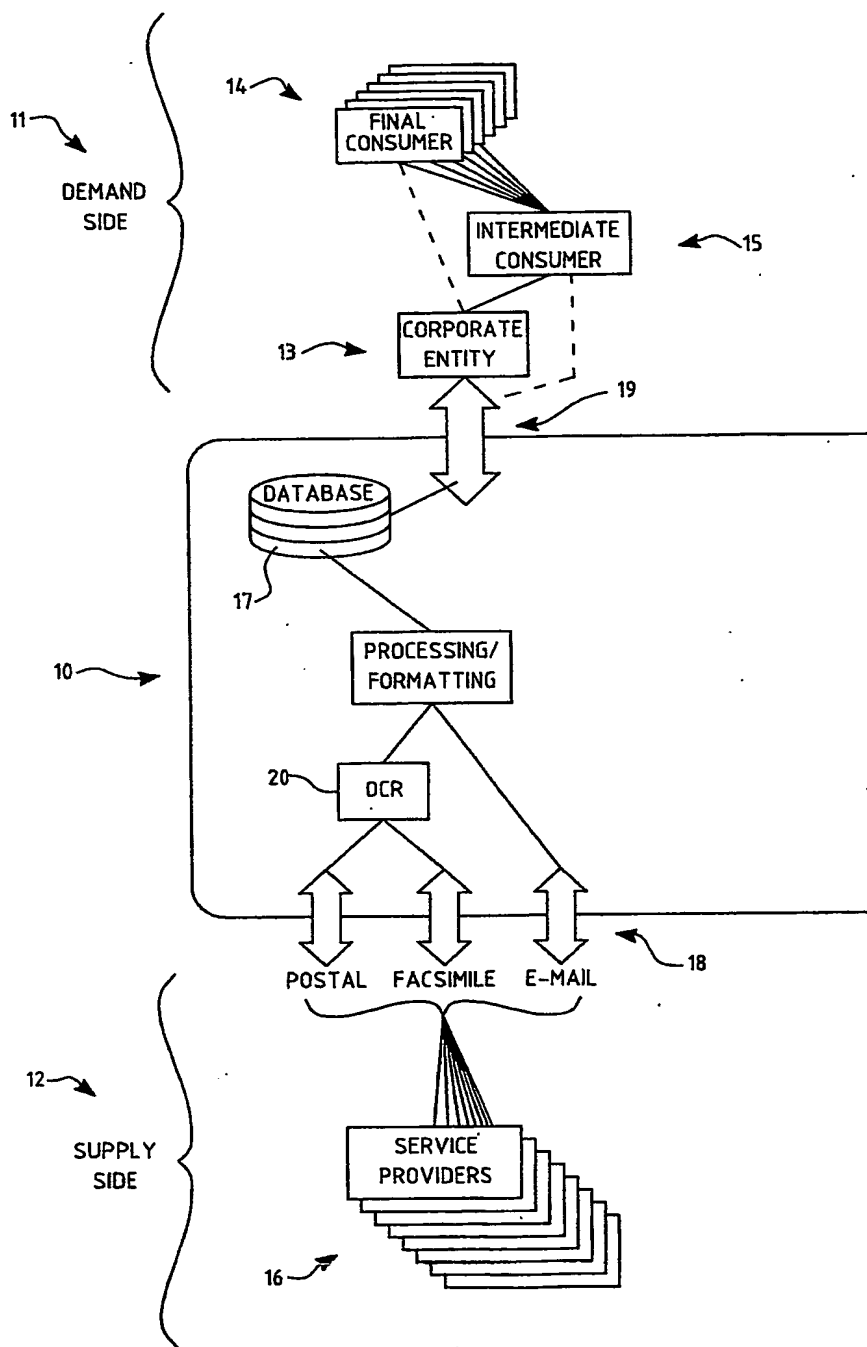 14
11
FINAL
CONSUMER
DEMAND
SIDE
INTERMEDIATE
CONSUMER
15
13
CORPORATE
ENTITY
19
DATABASE
17
10
PROCESSING/
FORMATTING
20
OCR
18
POSTAL FACSIMILE E-MAIL
12
SUPPLY
SIDE
SERVICE
PROVIDERS
16